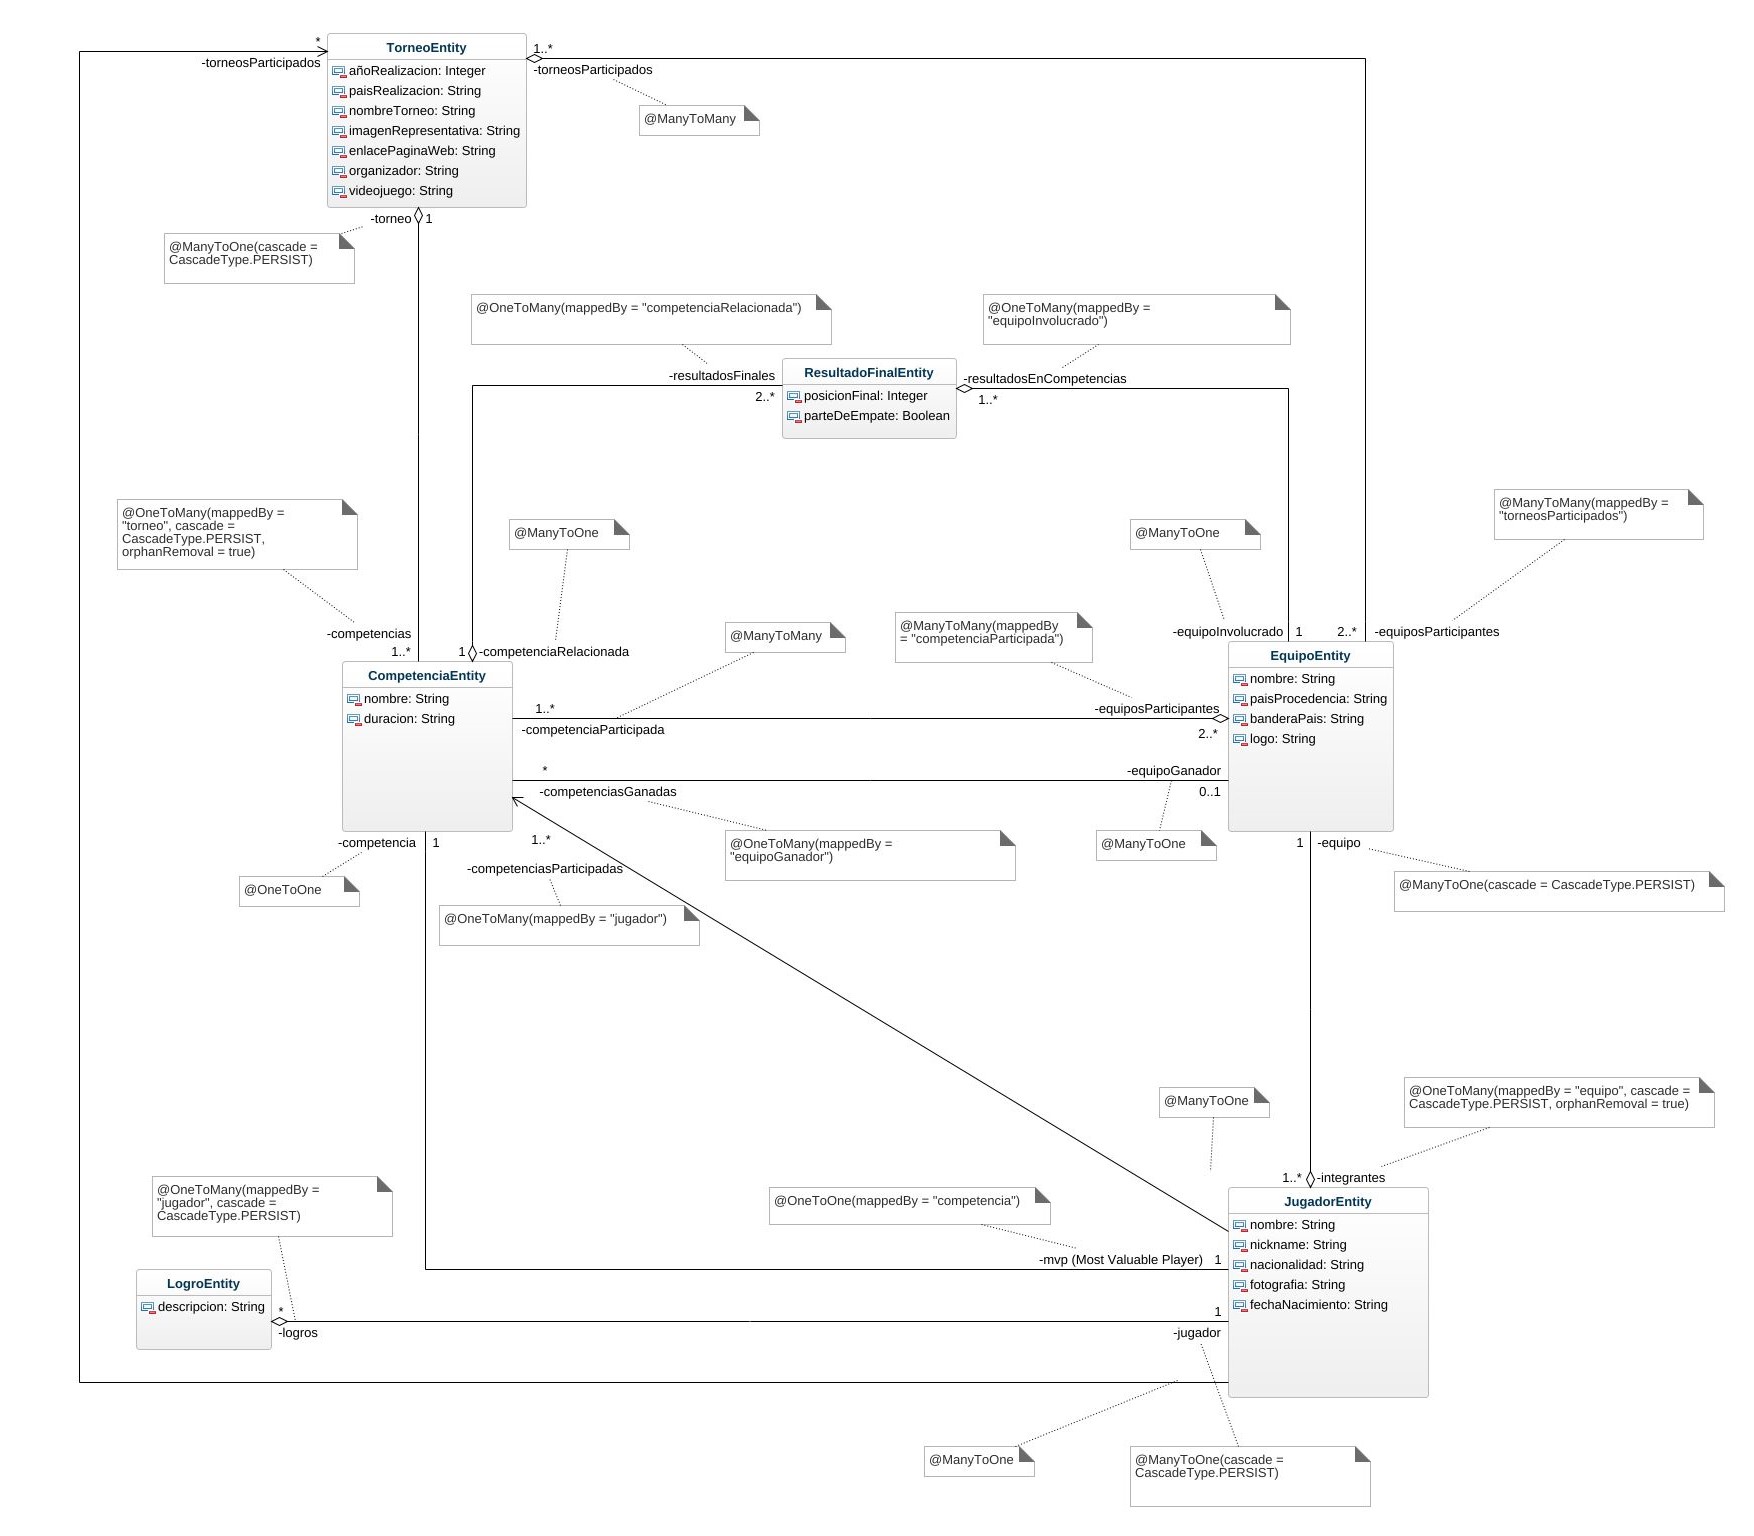 *
-torneosParticipados
TorneoEntity
añoRealizacion: Integer
paisRealizacion: String
nombreTorneo: String
imagenRepresentativa: String
enlacePaginaWeb: String
organizador: String
videojuego: String
1..*
-torneosParticipados
@ManyToMany
-torneo
1
@ManyToOne(cascade =
CascadeType.PERSIST)
@OneToMany(mappedBy = "competenciaRelacionada")
@OneToMany(mappedBy =
"equipoInvolucrado")
-resultadosFinales
2..*
ResultadoFinalEntity
posicionFinal: Integer
parteDeEmpate: Boolean
-resultadosEnCompetencias
1..*
@OneToMany(mappedBy =
"torneo", cascade =
CascadeType.PERSIST,
orphanRemoval = true)
@ManyToOne
@ManyToOne
@ManyToMany(mappedBy =
"torneosParticipados")
-competencias
1..*
1
-competenciaRelacionada
@ManyToMany
@ManyToMany(mappedBy
= "competenciaParticipada")
-equipoInvolucrado
1
2..*
-equiposParticipantes
CompetenciaEntity
nombre: String
duracion: String
EquipoEntity
nombre: String
paisProcedencia: String
banderaPais: String
logo: String
1..*
-competenciaParticipada
-equiposParticipantes
2..*
*
-competenciasGanadas
-equipoGanador
0..1
-competencia
1
@OneToOne
1..*
-competenciasParticipadas
@OneToMany(mappedBy = "jugador")
@OneToMany(mappedBy =
"equipoGanador")
@ManyToOne
1
-equipo
@ManyToOne(cascade = CascadeType.PERSIST)
@ManyToOne
@OneToMany(mappedBy = "equipo", cascade =
CascadeType.PERSIST, orphanRemoval = true)
1..*
-integrantes
@OneToMany(mappedBy =
"jugador", cascade =
CascadeType.PERSIST)
@OneToOne(mappedBy = "competencia")
-mvp (Most Valuable Player)
1
JugadorEntity
nombre: String
nickname: String
nacionalidad: String
fotografia: String
fechaNacimiento: String
LogroEntity
descripcion: String
*
-logros
1
-jugador
@ManyToOne
@ManyToOne(cascade =
CascadeType.PERSIST)